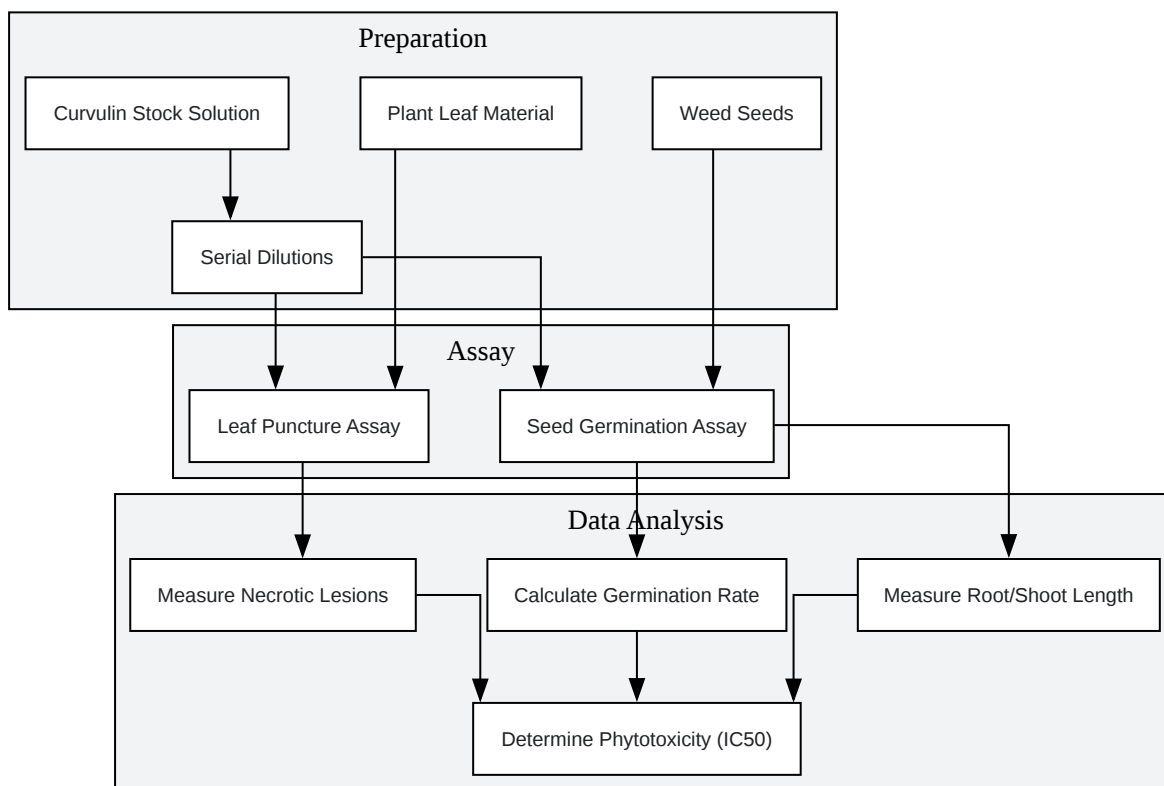 Preparation
Curvulin Stock Solution
Plant Leaf Material
Weed Seeds
Serial Dilutions
Assay
Leaf Puncture Assay
Seed Germination Assay
Data Analysis
Measure Necrotic Lesions
Calculate Germination Rate
Measure Root/Shoot Length
Determine Phytotoxicity (IC50)